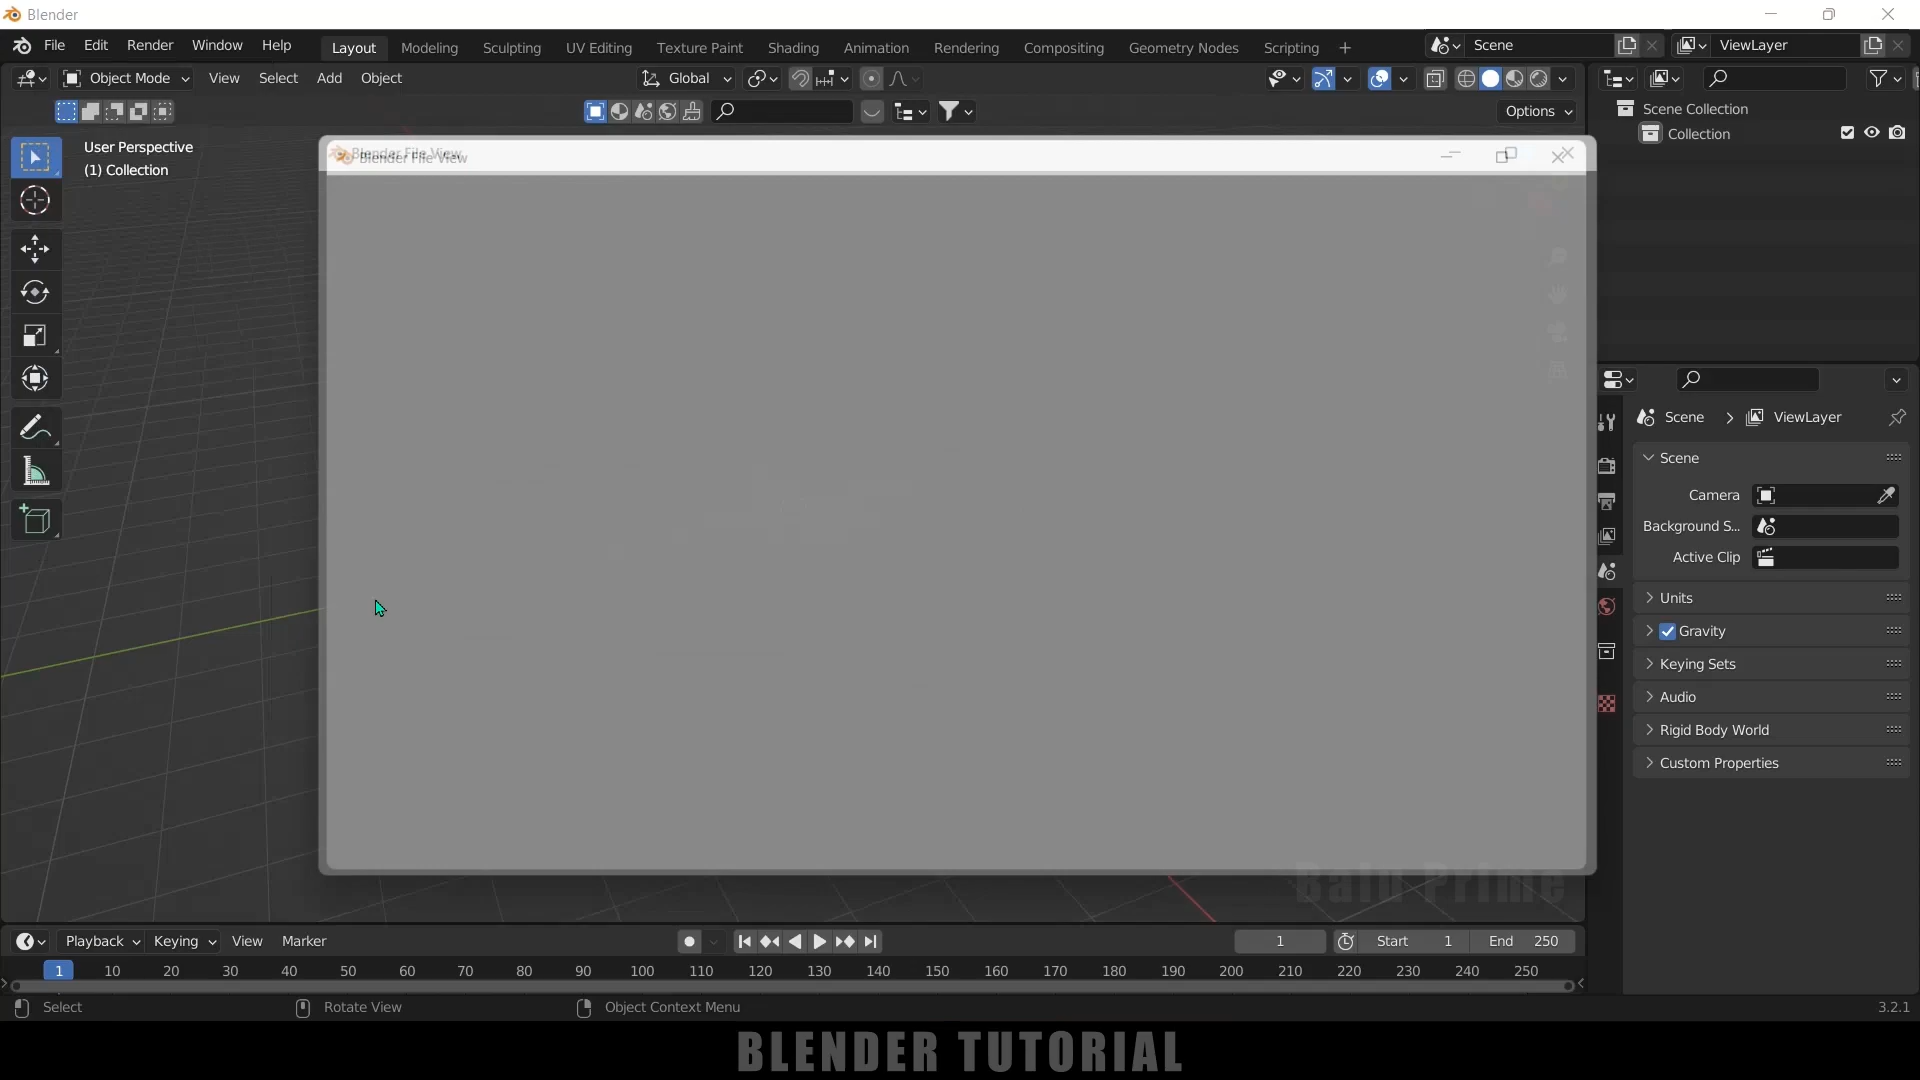 Blender
File Edit Render Window Help Layout Modeling Sculpting UV Editing Texture Paint Shading Animation Rendering Compositing Geometry Nodes Scripting + Scene ViewLayer
Object Mode View Select Add Object Global
Options
User Perspective
(1) Collection
Blender File View
Blender File View
Scene Collection
Collection
Scene ViewLayer
Scene
Camera
Background S...
Active Clip
Units
Gravity
Keying Sets
Audio
Rigid Body World
Custom Properties
Balu Prime
Playback Keying View Marker 1 Start 1 End 250
1 10 20 30 40 50 60 70 80 90 100 110 120 130 140 150 160 170 180 190 200 210 220 230 240 250
Select Rotate View Object Context Menu 3.2.1
BLENDER TUTORIAL